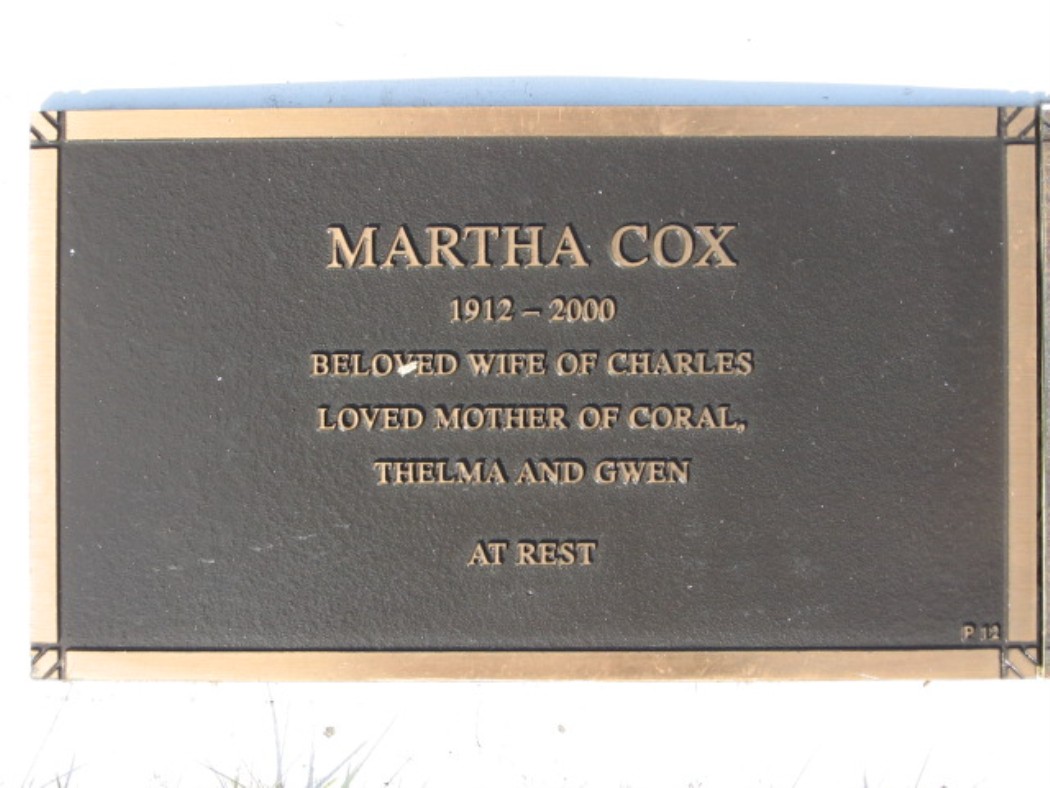 MARTHA COX
1912 – 2000
BELOVED WIFE OF CHARLES
LOVED MOTHER OF CORAL,
THELMA AND GWEN
AT REST
P 12